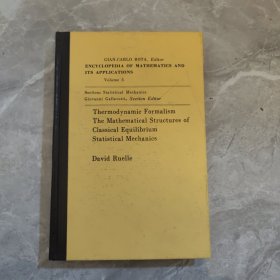 GIAN-CARLO ROTA, Editor
ENCYCLOPEDIA OF MATHEMATICS AND
ITS APPLICATIONS
Volume 5
Section: Statistical Mechanics
Giovanni Gallavotti, Section Editor
Thermodynamic Formalism
The Mathematical Structures of
Classical Equilibrium
Statistical Mechanics
David Ruelle